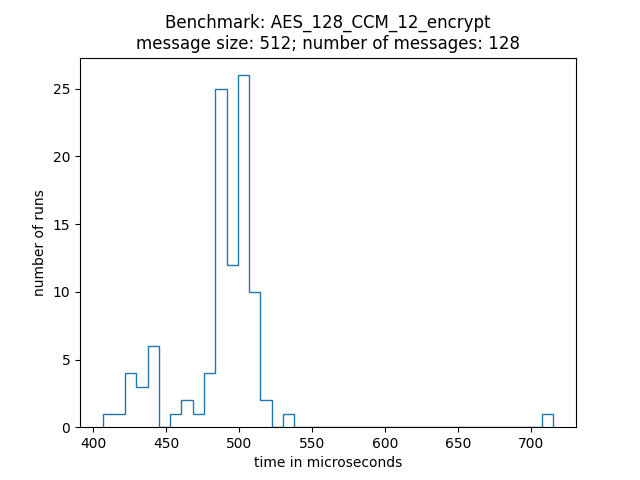 Benchmark: AES_128_CCM_12_encrypt
message size: 512; number of messages: 128
25
20
15
10
5
0
number of runs
400 450 500 550 600 650 700
time in microseconds